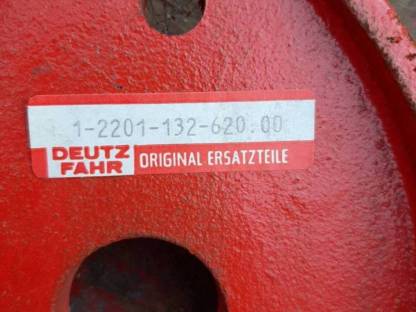 1-2201-132-620.00
DEUTZ
FAHR
ORIGINAL ERSATZTEILE